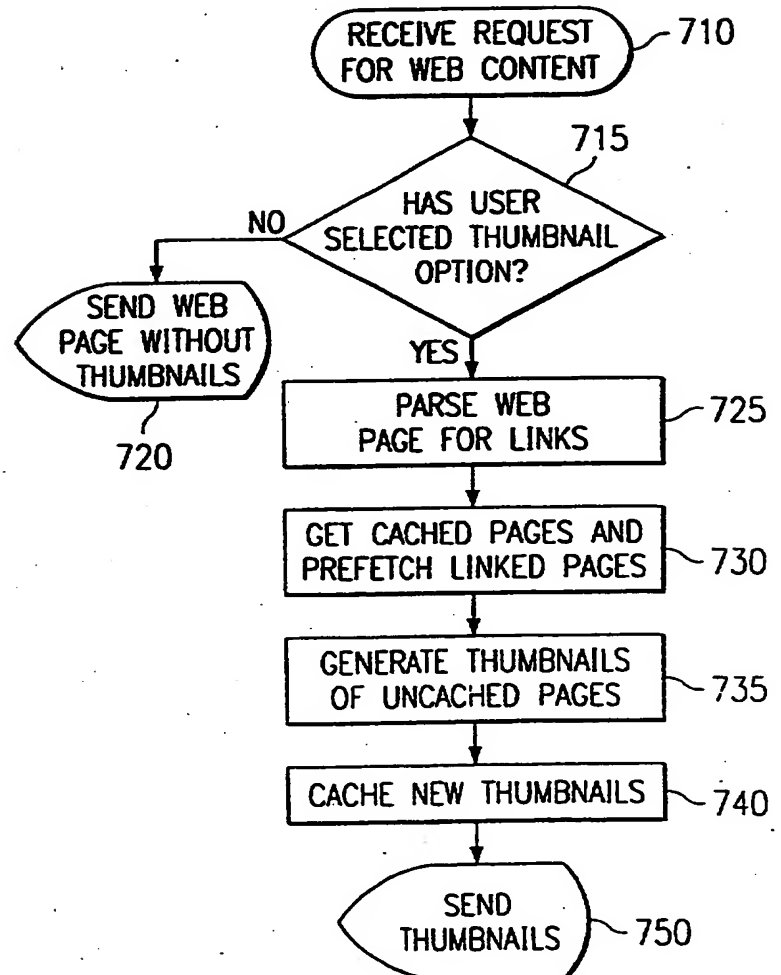 RECEIVE REQUEST
FOR WEB CONTENT
710
715
HAS USER
SELECTED THUMBNAIL
OPTION?
NO
SEND WEB
PAGE WITHOUT
THUMBNAILS
720
YES
PARSE WEB
PAGE FOR LINKS
725
GET CACHED PAGES AND
PREFETCH LINKED PAGES
730
GENERATE THUMBNAILS
OF UNCACHED PAGES
735
CACHE NEW THUMBNAILS
740
SEND
THUMBNAILS
750